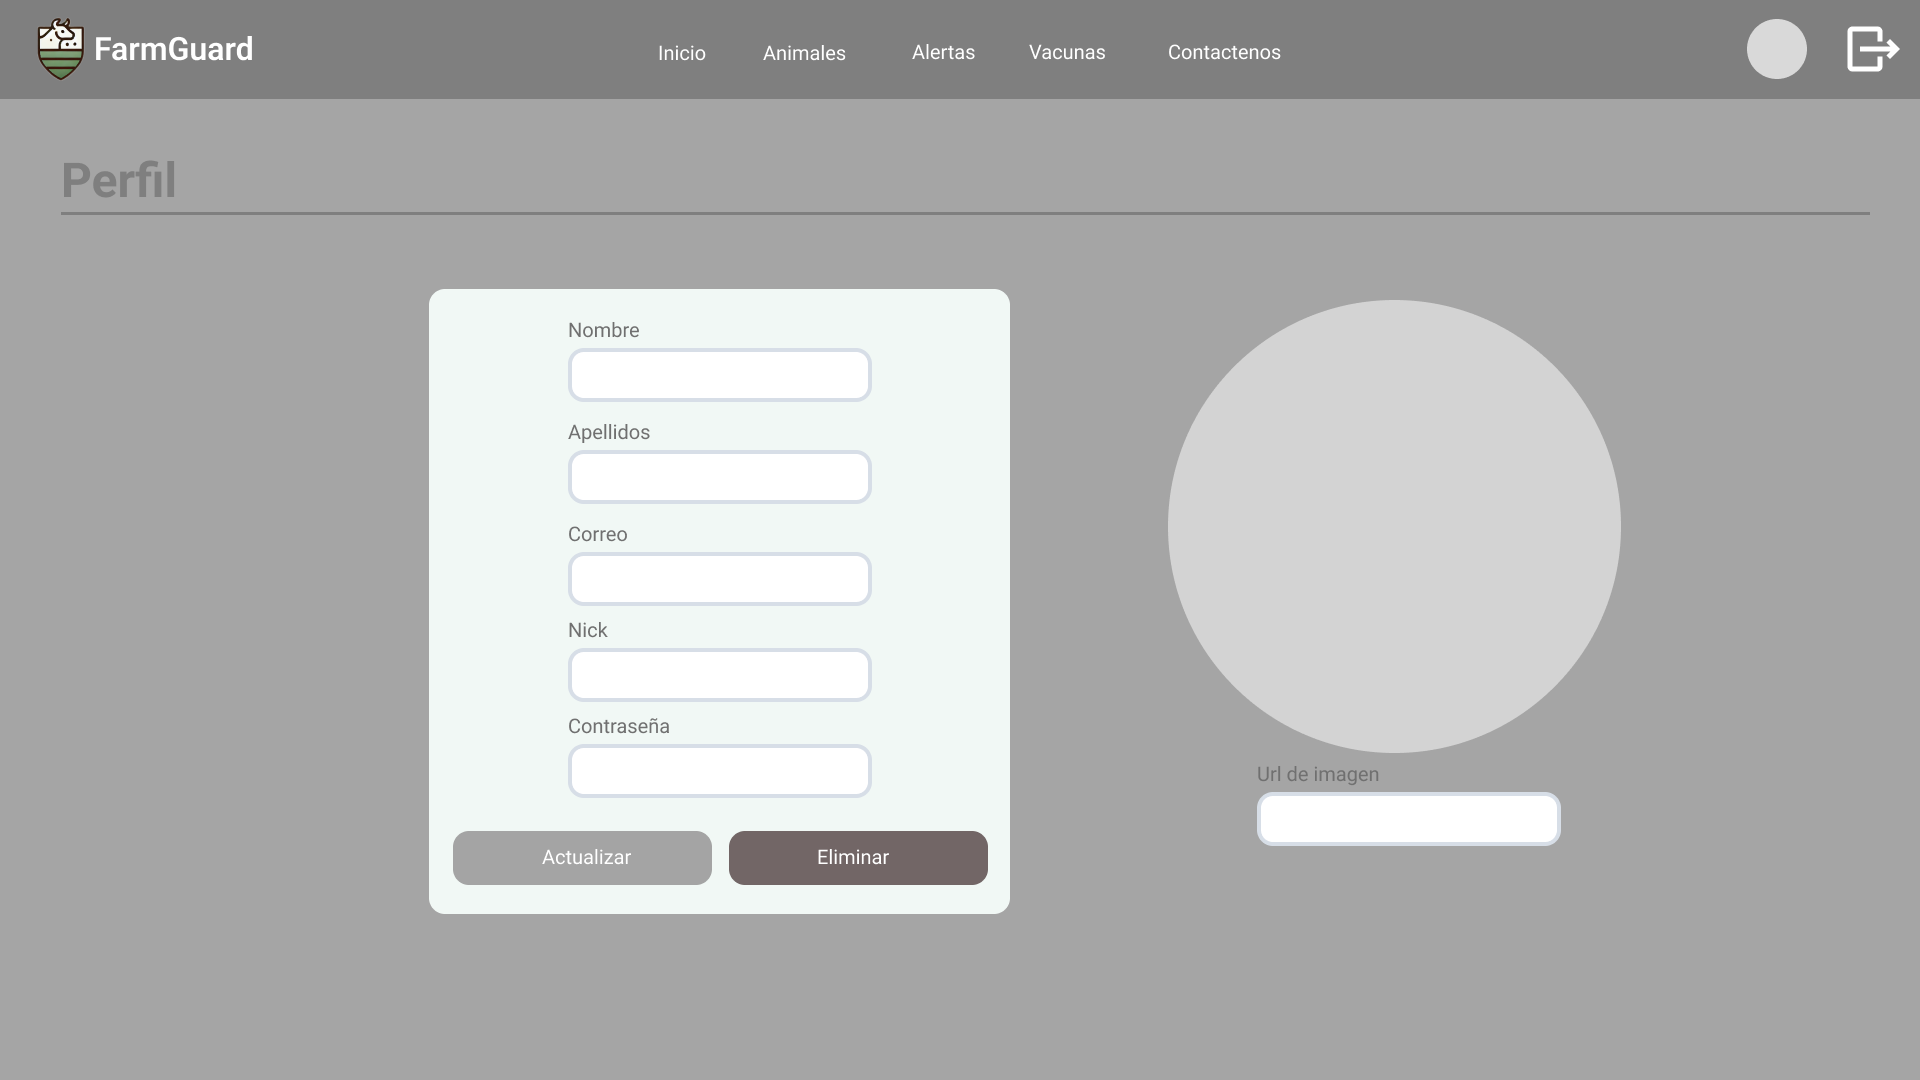 FarmGuard
Inicio
Animales
Alertas
Vacunas
Contactenos
Perfil
Nombre
Apellidos
Correo
Nick
Contraseña
Actualizar
Eliminar
Url de imagen